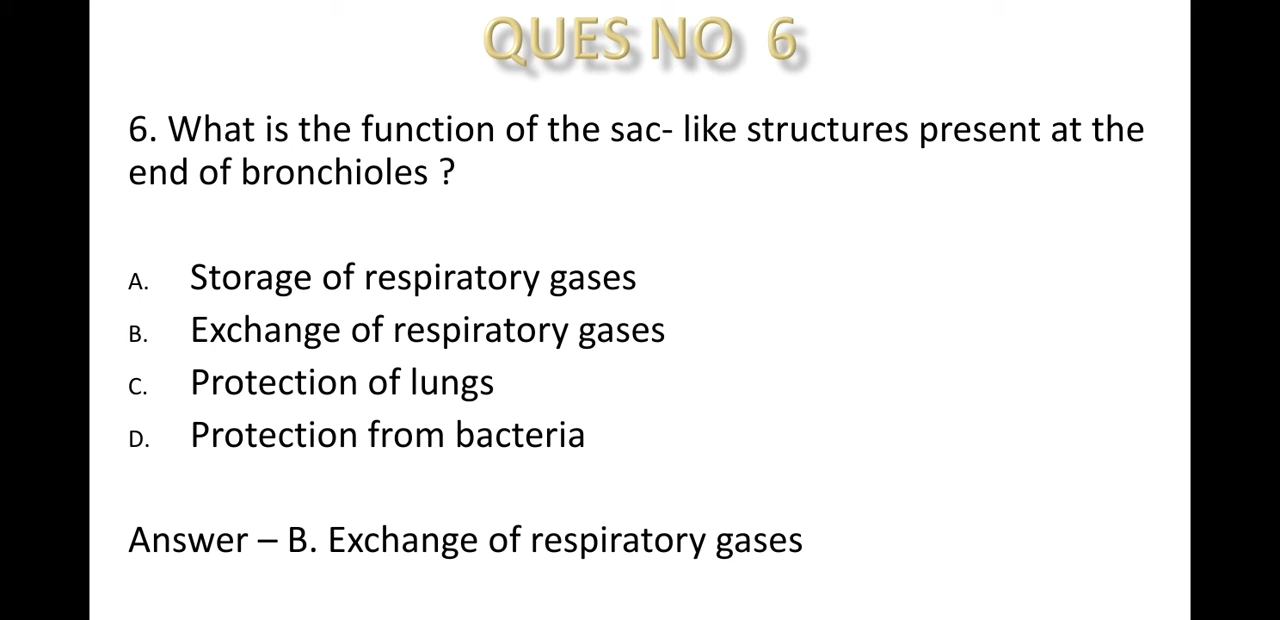 QUES NO 6
6. What is the function of the sac- like structures present at the
end of bronchioles ?
A. Storage of respiratory gases
B. Exchange of respiratory gases
C. Protection of lungs
D. Protection from bacteria
Answer – B. Exchange of respiratory gases